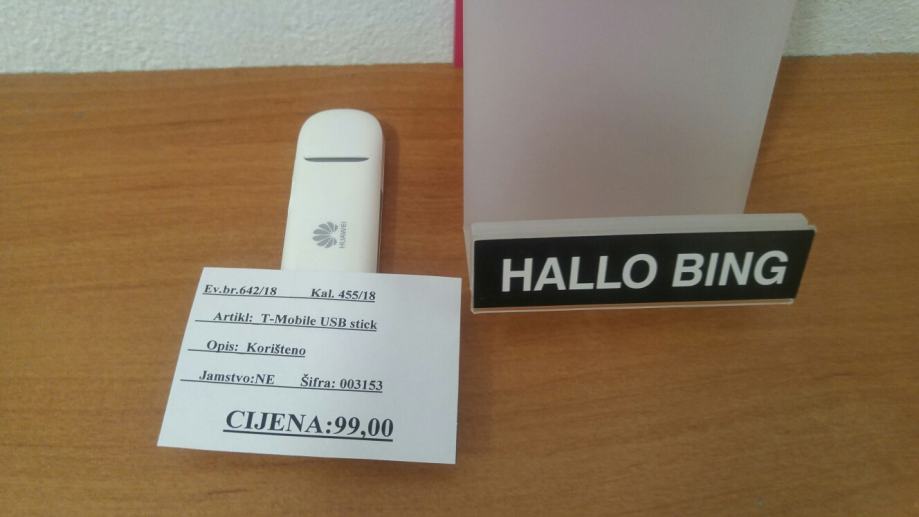 HUAWEI
HALLO BING
Ev.br.642/18 Kal. 455/18
Artikl: T-Mobile USB stick
Opis: Korišteno
Jamstvo:NE Šifra: 003153
CIJENA:99,00